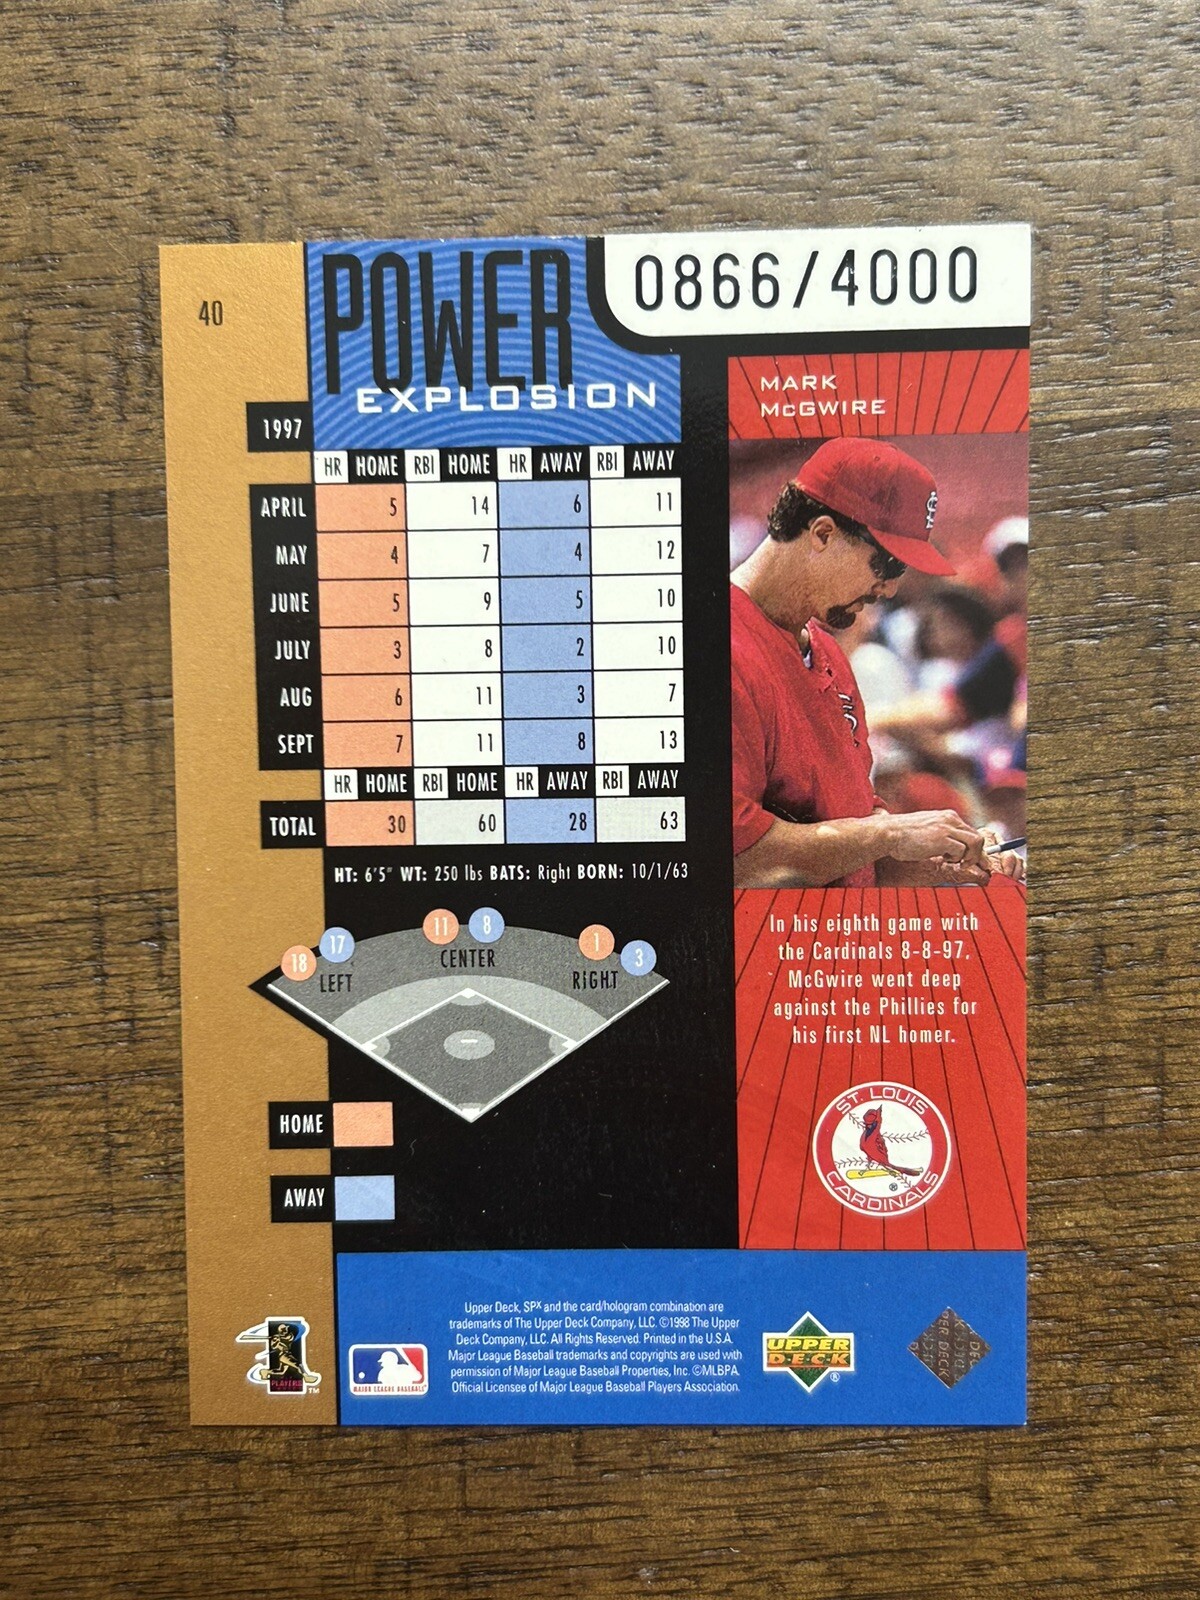 40
POWER
EXPLOSION
0866/4000
MARK
McGWIRE
1997
HR HOME RBI HOME HR AWAY RBI AWAY
APRIL 5 14 6 11
MAY 4 7 4 12
JUNE 5 9 5 10
JULY 3 8 2 10
AUG 6 11 3 7
SEPT 7 11 8 13
HR HOME RBI HOME HR AWAY RBI AWAY
TOTAL 30 60 28 63
HT: 6'5" WT: 250 lbs BATS: Right BORN: 10/1/63
18 17 11 8 1 3
LEFT CENTER RIGHT
HOME
AWAY
In his eighth game with
the Cardinals 8-8-97,
McGwire went deep
against the Phillies for
his first NL homer.
ST. LOUIS
CARDINALS
®
Upper Deck, SPx and the card/hologram combination are
trademarks of The Upper Deck Company, LLC. ©1998 The Upper
Deck Company, LLC. All Rights Reserved. Printed in the U.S.A.
Major League Baseball trademarks and copyrights are used with
permission of Major League Baseball Properties, Inc. ©MLBPA
Official Licensee of Major League Baseball Players Association.
PLAYERS
TM
MAJOR LEAGUE BASEBALL
UPPER
DECK
®